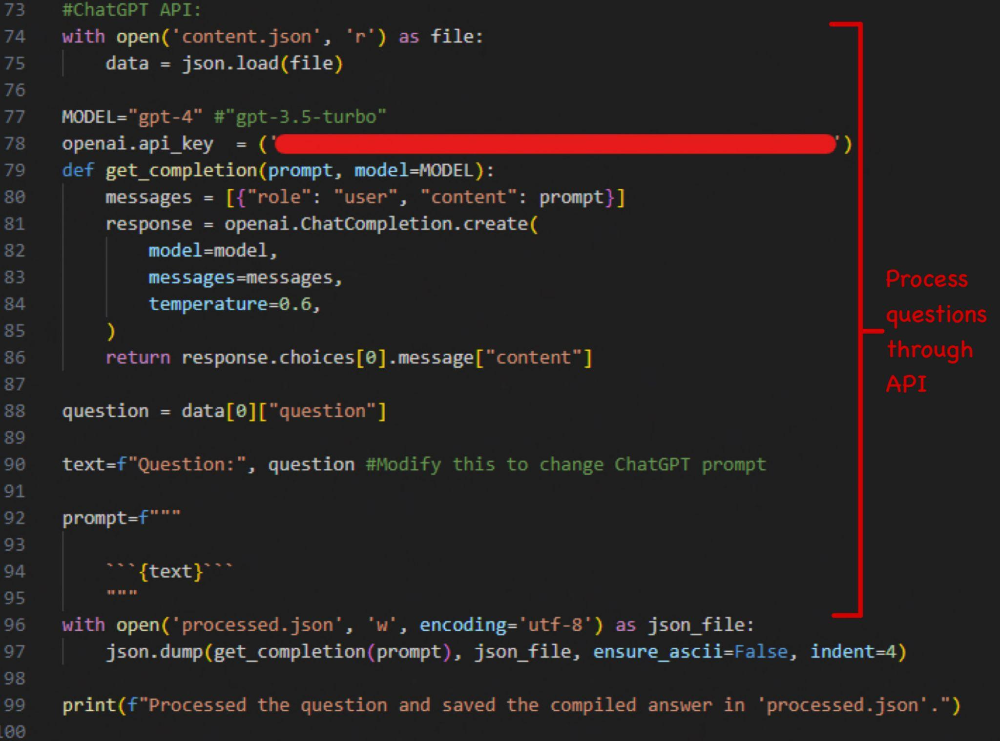 73 #ChatGPT API:
74 with open('content.json', 'r') as file:
75     data = json.load(file)
76
77 MODEL="gpt-4" #"gpt-3.5-turbo"
78 openai.api_key  = ('')
79 def get_completion(prompt, model=MODEL):
80     messages = [{"role": "user", "content": prompt}]
81     response = openai.ChatCompletion.create(
82         model=model,
83         messages=messages,
84         temperature=0.6,
85     )
86     return response.choices[0].message["content"]
87
88 question = data[0]["question"]
89
90 text=f"Question:", question #Modify this to change ChatGPT prompt
91
92 prompt=f"""
93
94     ```{text}```
95     """
96 with open('processed.json', 'w', encoding='utf-8') as json_file:
97     json.dump(get_completion(prompt), json_file, ensure_ascii=False, indent=4)
98
99 print(f"Processed the question and saved the compiled answer in 'processed.json'.")
100
Process
questions
through
API